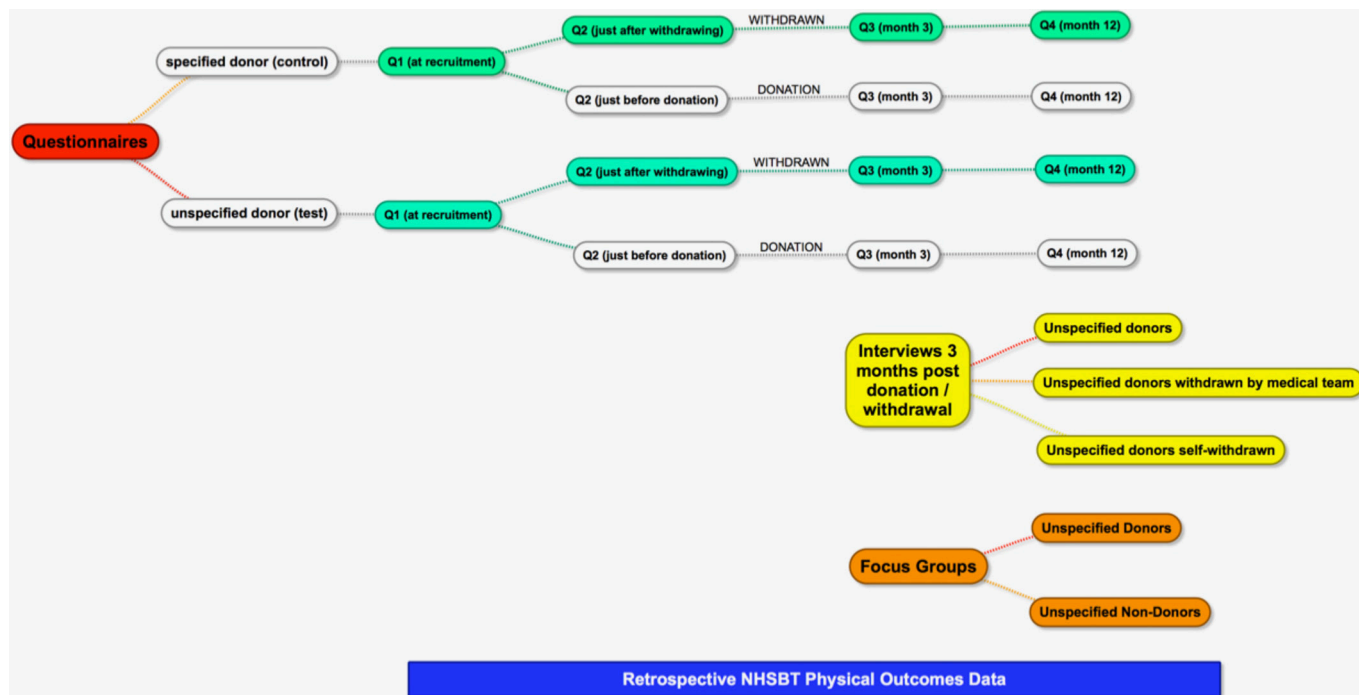 Questionnaires
specified donor (control)
Q1 (at recruitment)
Q2 (just after withdrawing)
WITHDRAWN
Q3 (month 3)
Q4 (month 12)
Q2 (just before donation)
DONATION
Q3 (month 3)
Q4 (month 12)
unspecified donor (test)
Q1 (at recruitment)
Q2 (just after withdrawing)
WITHDRAWN
Q3 (month 3)
Q4 (month 12)
Q2 (just before donation)
DONATION
Q3 (month 3)
Q4 (month 12)
Interviews 3
months post
donation /
withdrawal
Unspecified donors
Unspecified donors withdrawn by medical team
Unspecified donors self-withdrawn
Focus Groups
Unspecified Donors
Unspecified Non-Donors
Retrospective NHSBT Physical Outcomes Data